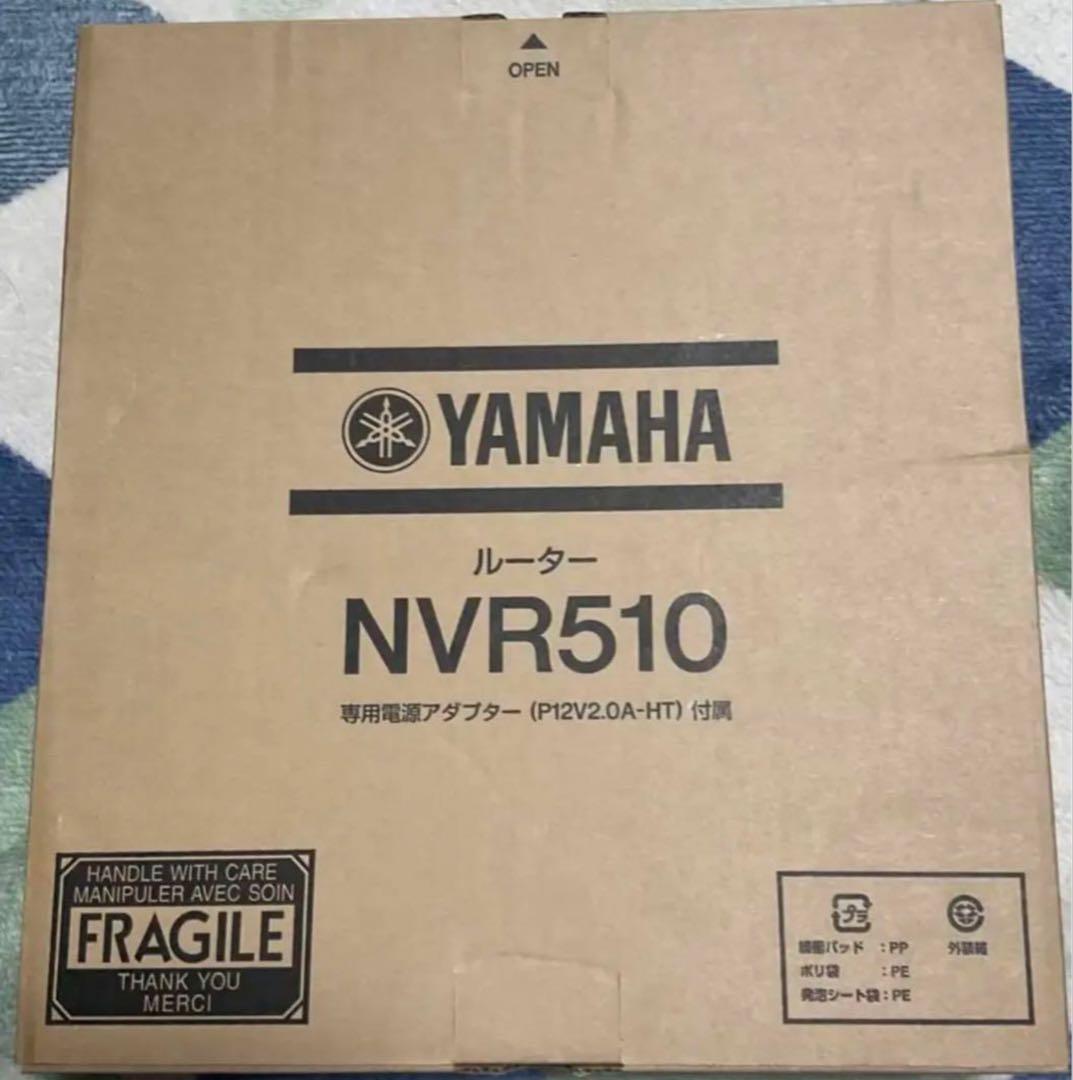 OPEN
YAMAHA
ルーター
NVR510
専用電源アダプター (P12V2.0A-HT) 付属
HANDLE WITH CARE
MANIPULER AVEC SOIN
FRAGILE
THANK YOU
MERCI
プラ
緩衝パッド :PP
外装箱
ポリ袋 :PE
発泡シート袋:PE